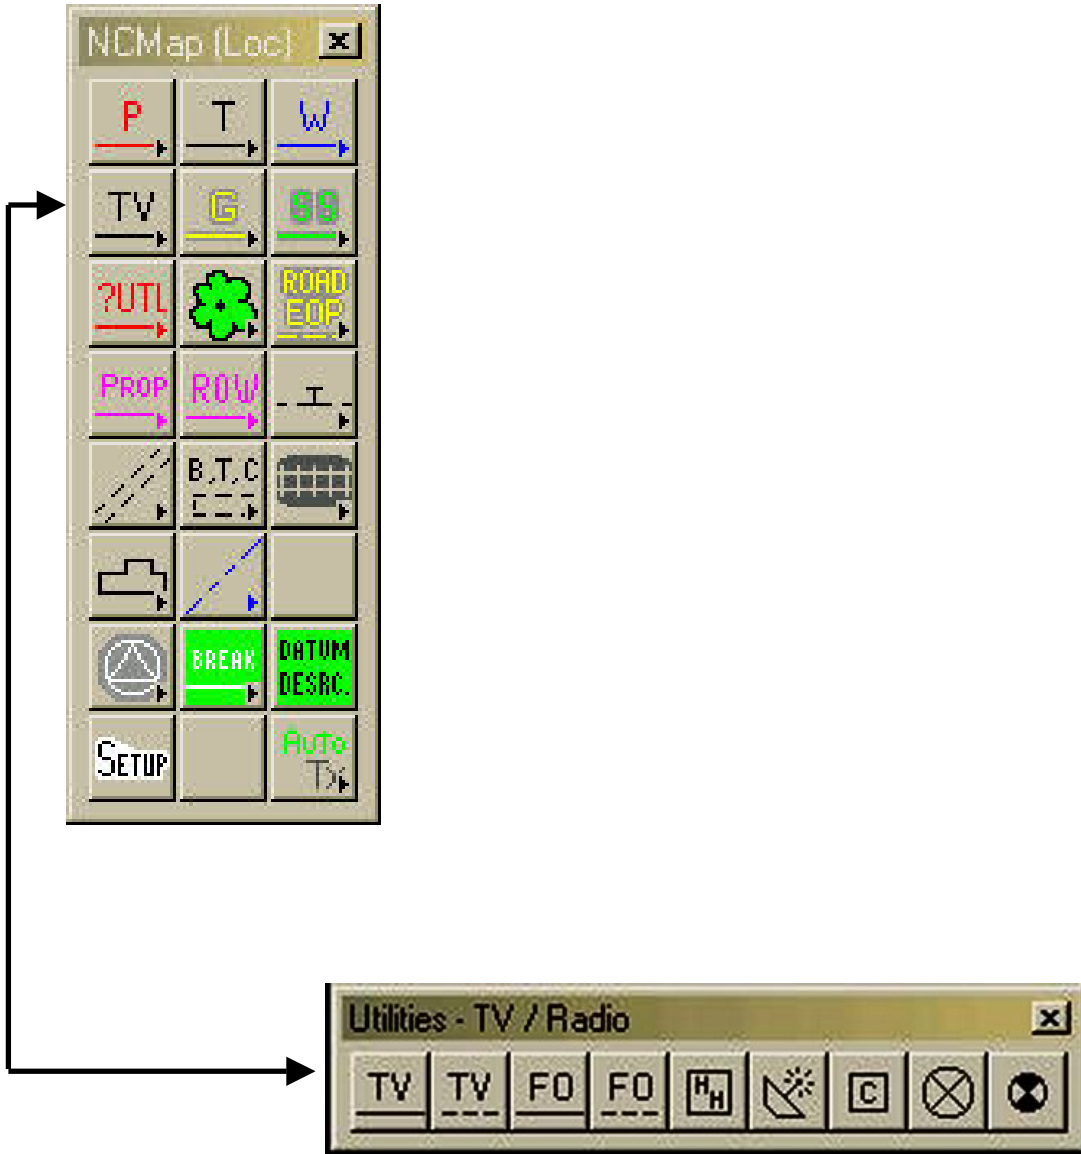 NCMap (Loc)
P T W
TV G SS
?UTL ROAD EOP
PROP ROW T
B,T,C
BREAK DATUM DESRC.
SETUP AUTO Tx
Utilities - TV / Radio
TV TV FO FO HH C